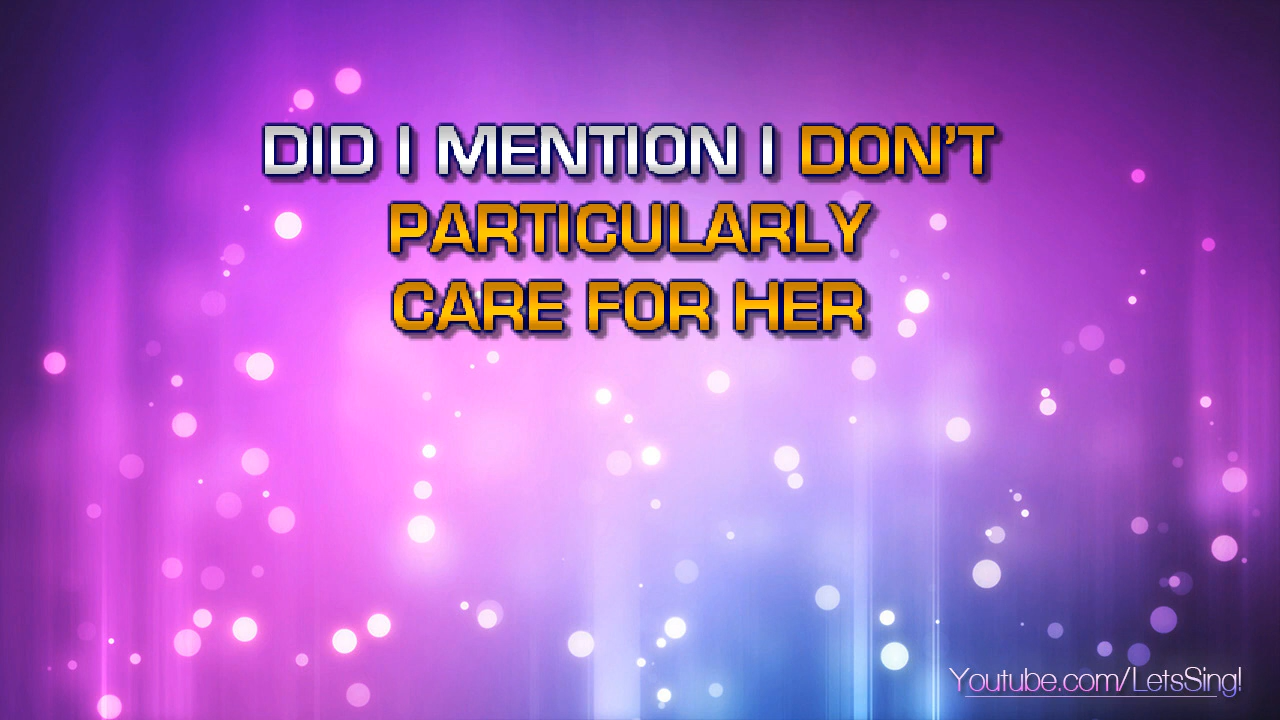 DID I MENTION I DON'T
PARTICULARLY
CARE FOR HER
Youtube.com/LetsSing!